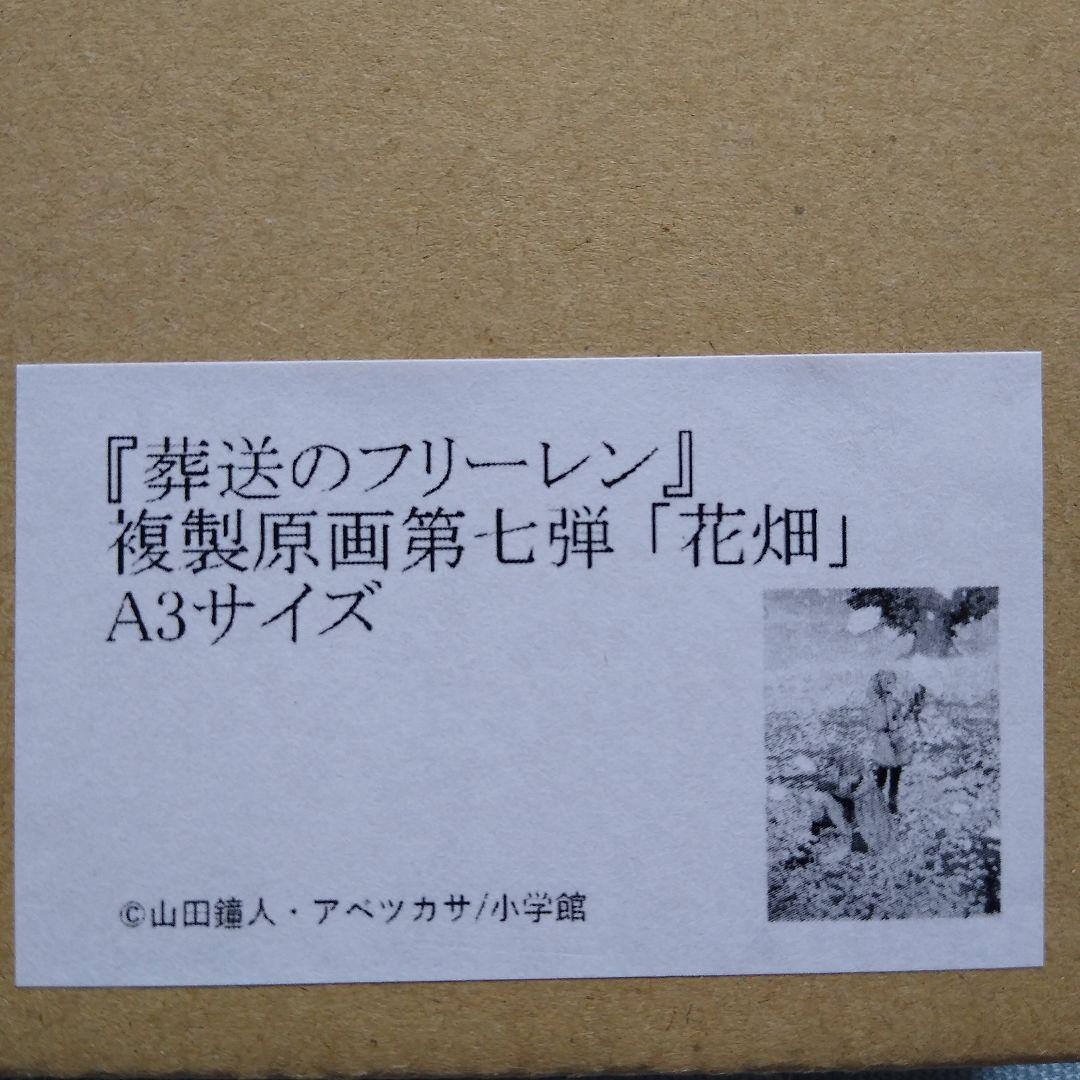 『葬送のフリーレン』
複製原画第七弾「花畑」
A3サイズ
©山田鐘人・アベツカサ/小学館